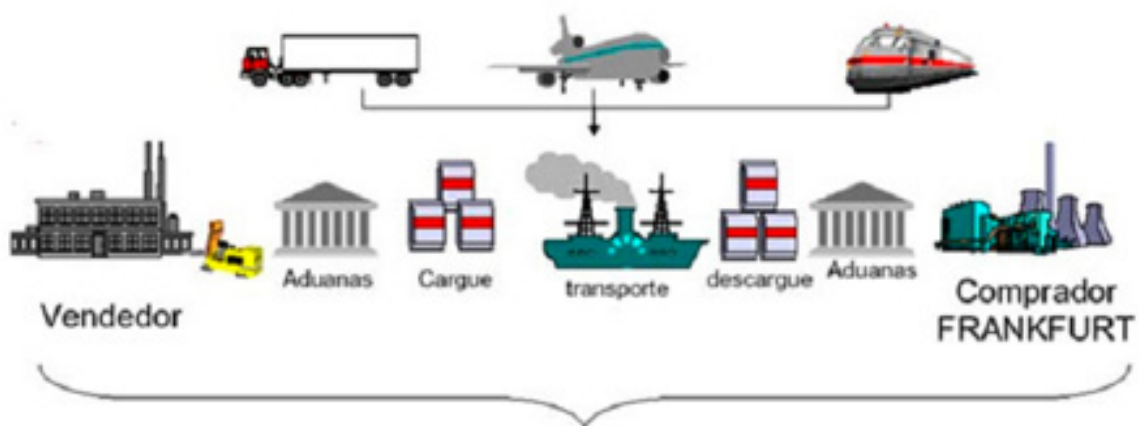 Vendedor
Aduanas
Cargue
transporte
descargue
Aduanas
Comprador
FRANKFURT